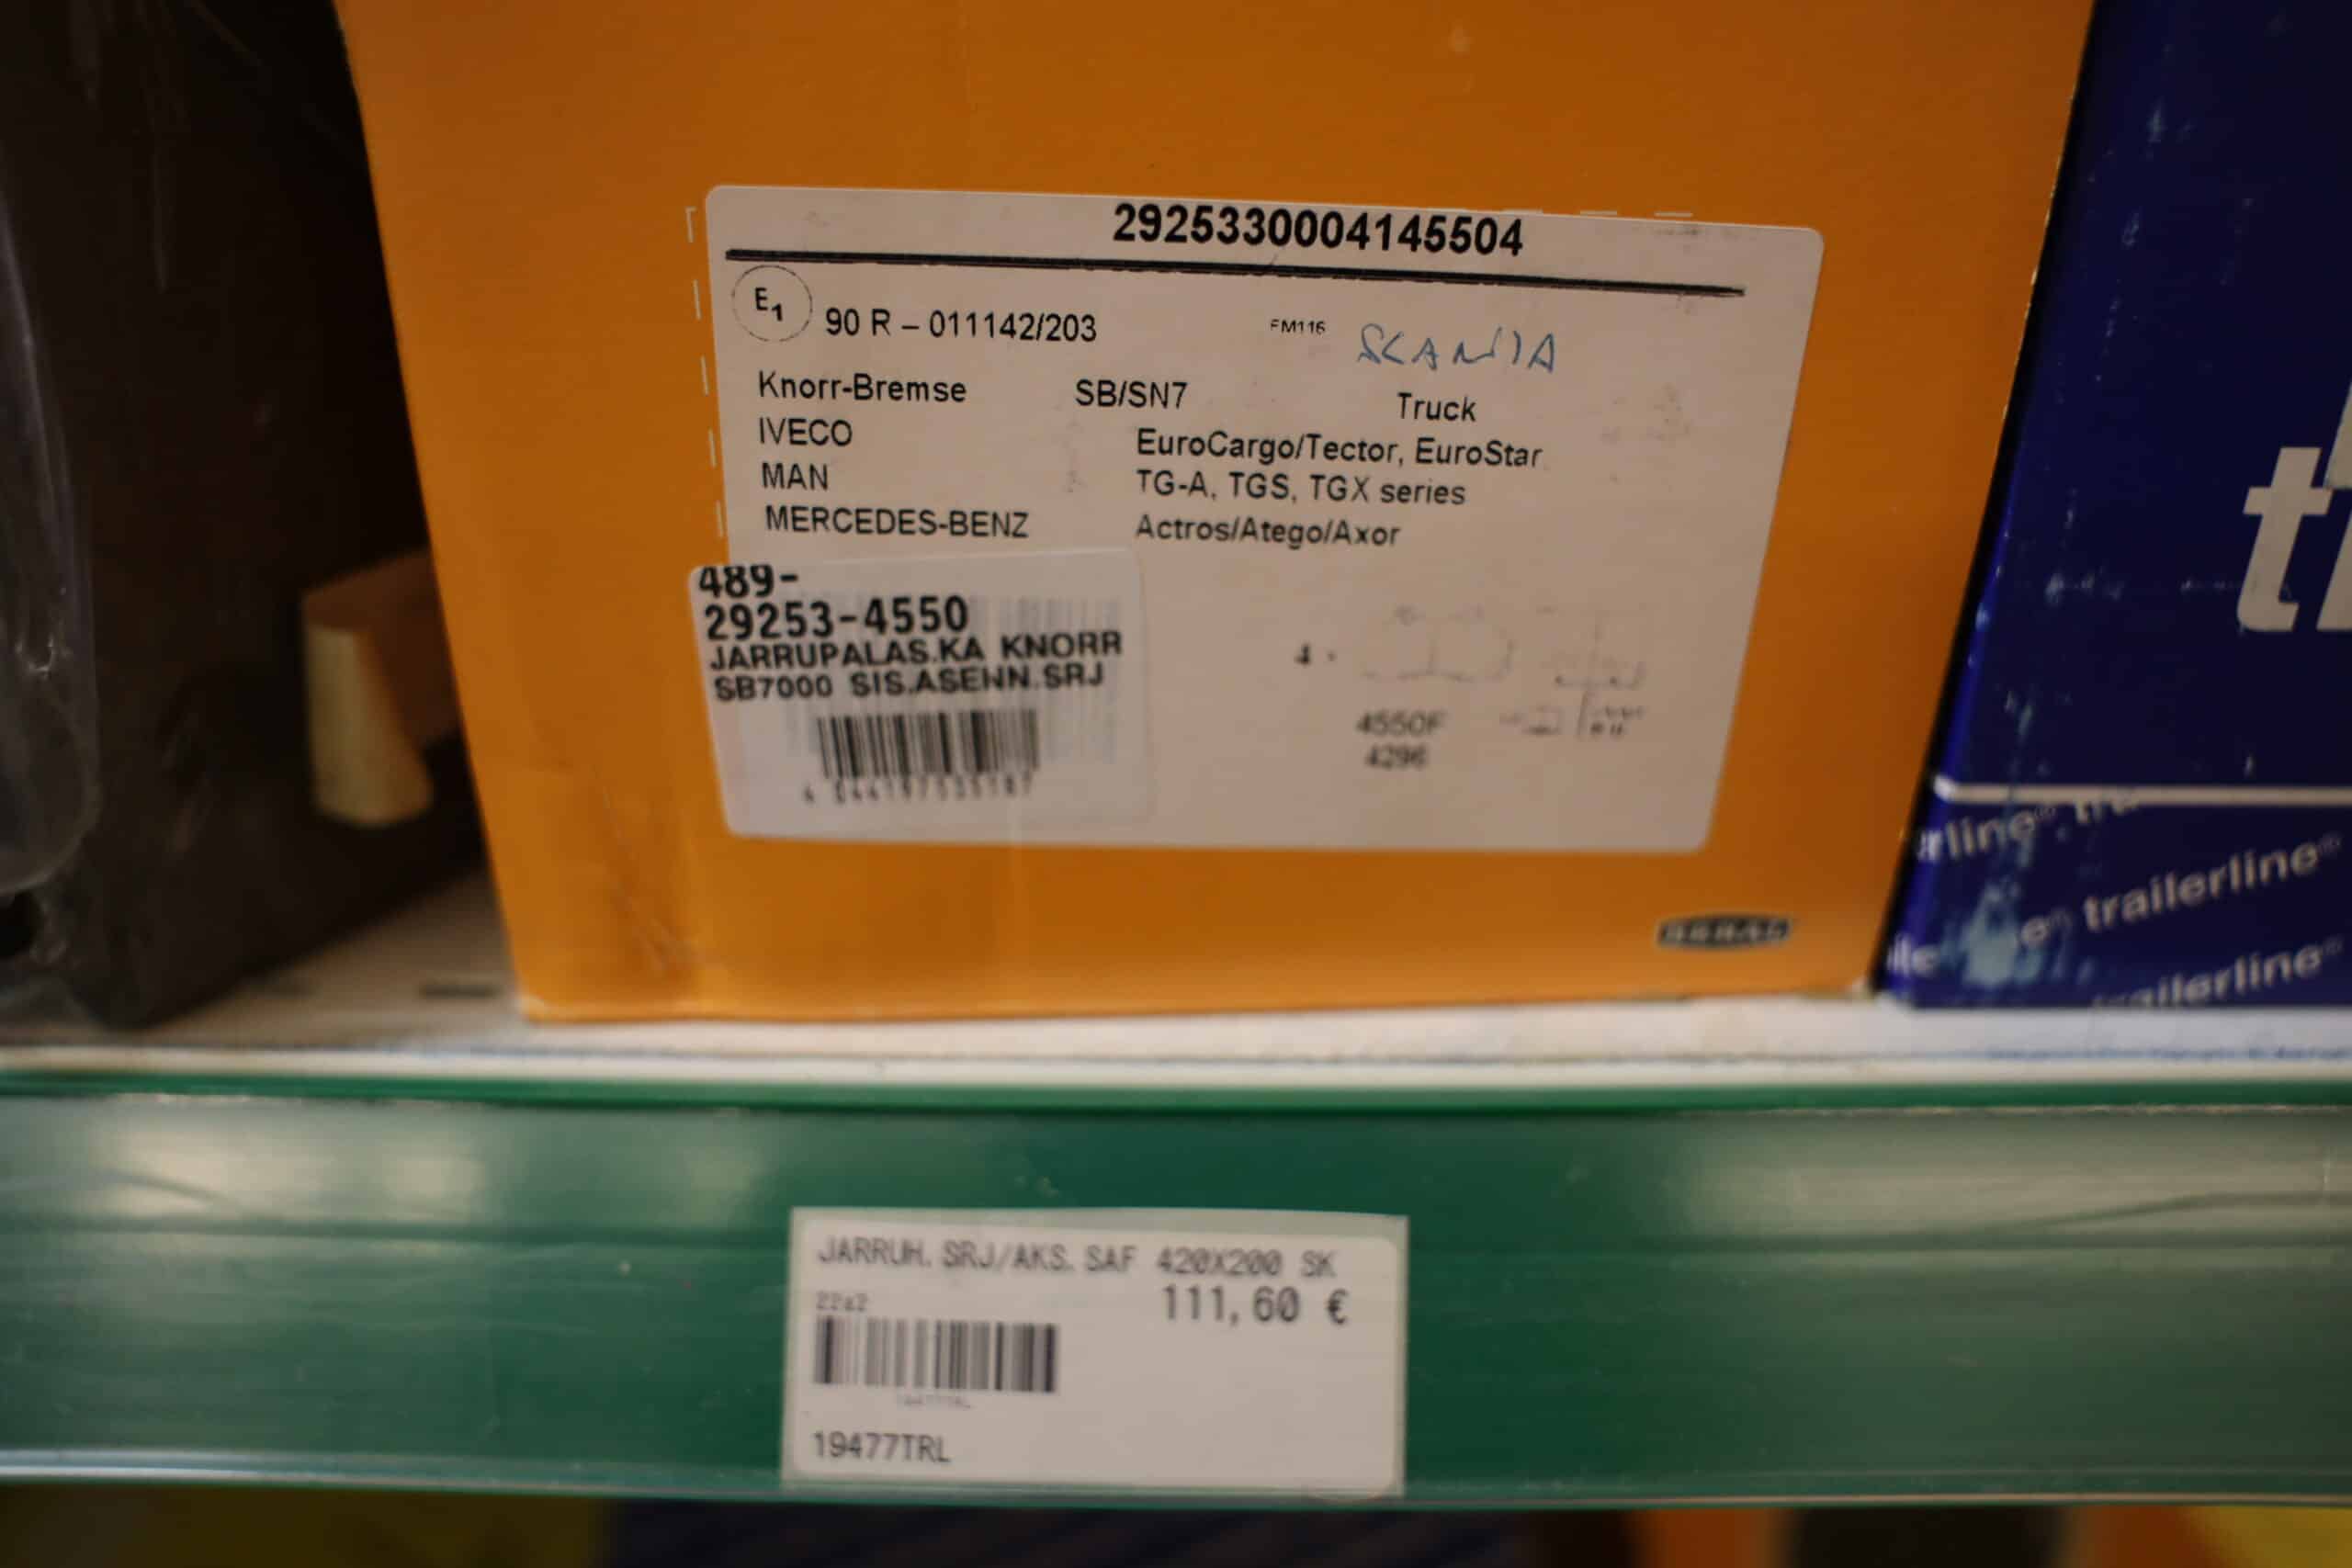 2925330004145504
E1 90 R – 011142/203 FM116 SCANIA
Knorr-Bremse SB/SN7 Truck
IVECO EuroCargo/Tector, EuroStar
MAN TG-A, TGS, TGX series
MERCEDES-BENZ Actros/Atego/Axor
489-
29253-4550
JARRUPALAS.KA KNORR
SB7000 SIS.ASENN.SRJ
4
4550F
4296
trailerline®
trailerline®
JARRUH. SRJ/AKS. SAF 420X200 SK
111,60 €
19477TRL